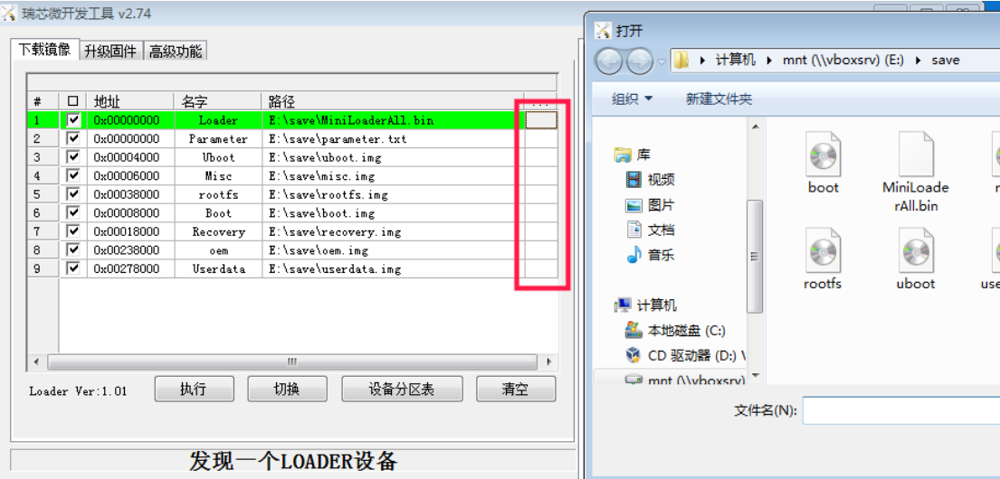 瑞芯微开发工具 v2.74
下载镜像 升级固件 高级功能
# 地址 名字 路径 ...
1 0x00000000 Loader E:\save\MiniLoaderAll.bin
2 0x00000000 Parameter E:\save\parameter.txt
3 0x00004000 Uboot E:\save\uboot.img
4 0x00006000 Misc E:\save\misc.img
5 0x00038000 rootfs E:\save\rootfs.img
6 0x00008000 Boot E:\save\boot.img
7 0x00018000 Recovery E:\save\recovery.img
8 0x00238000 oem E:\save\oem.img
9 0x00278000 Userdata E:\save\userdata.img
Loader Ver:1.01 执行 切换 设备分区表 清空
发现一个LOADER设备
打开
计算机 mnt (\\vboxsrv) (E:) save
组织 新建文件夹
库
视频
图片
文档
音乐
计算机
本地磁盘 (C:)
CD 驱动器 (D:) V
mnt (\\vboxsrv)
boot MiniLoade
rAll.bin
rootfs uboot use
文件名(N):